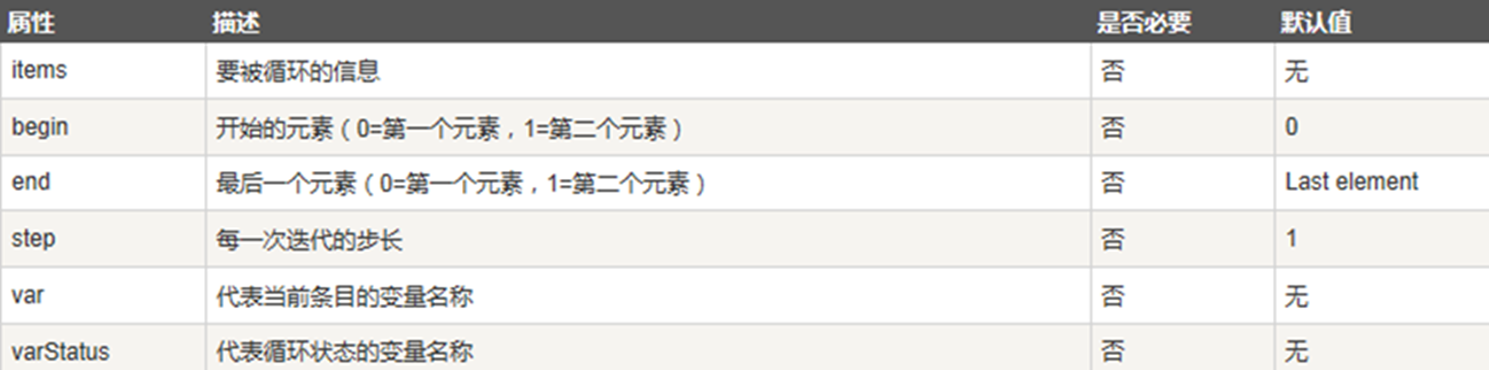 属性 描述 是否必要 默认值
items 要被循环的信息 否 无
begin 开始的元素（0=第一个元素，1=第二个元素） 否 0
end 最后一个元素（0=第一个元素，1=第二个元素） 否 Last element
step 每一次迭代的步长 否 1
var 代表当前条目的变量名称 否 无
varStatus 代表循环状态的变量名称 否 无